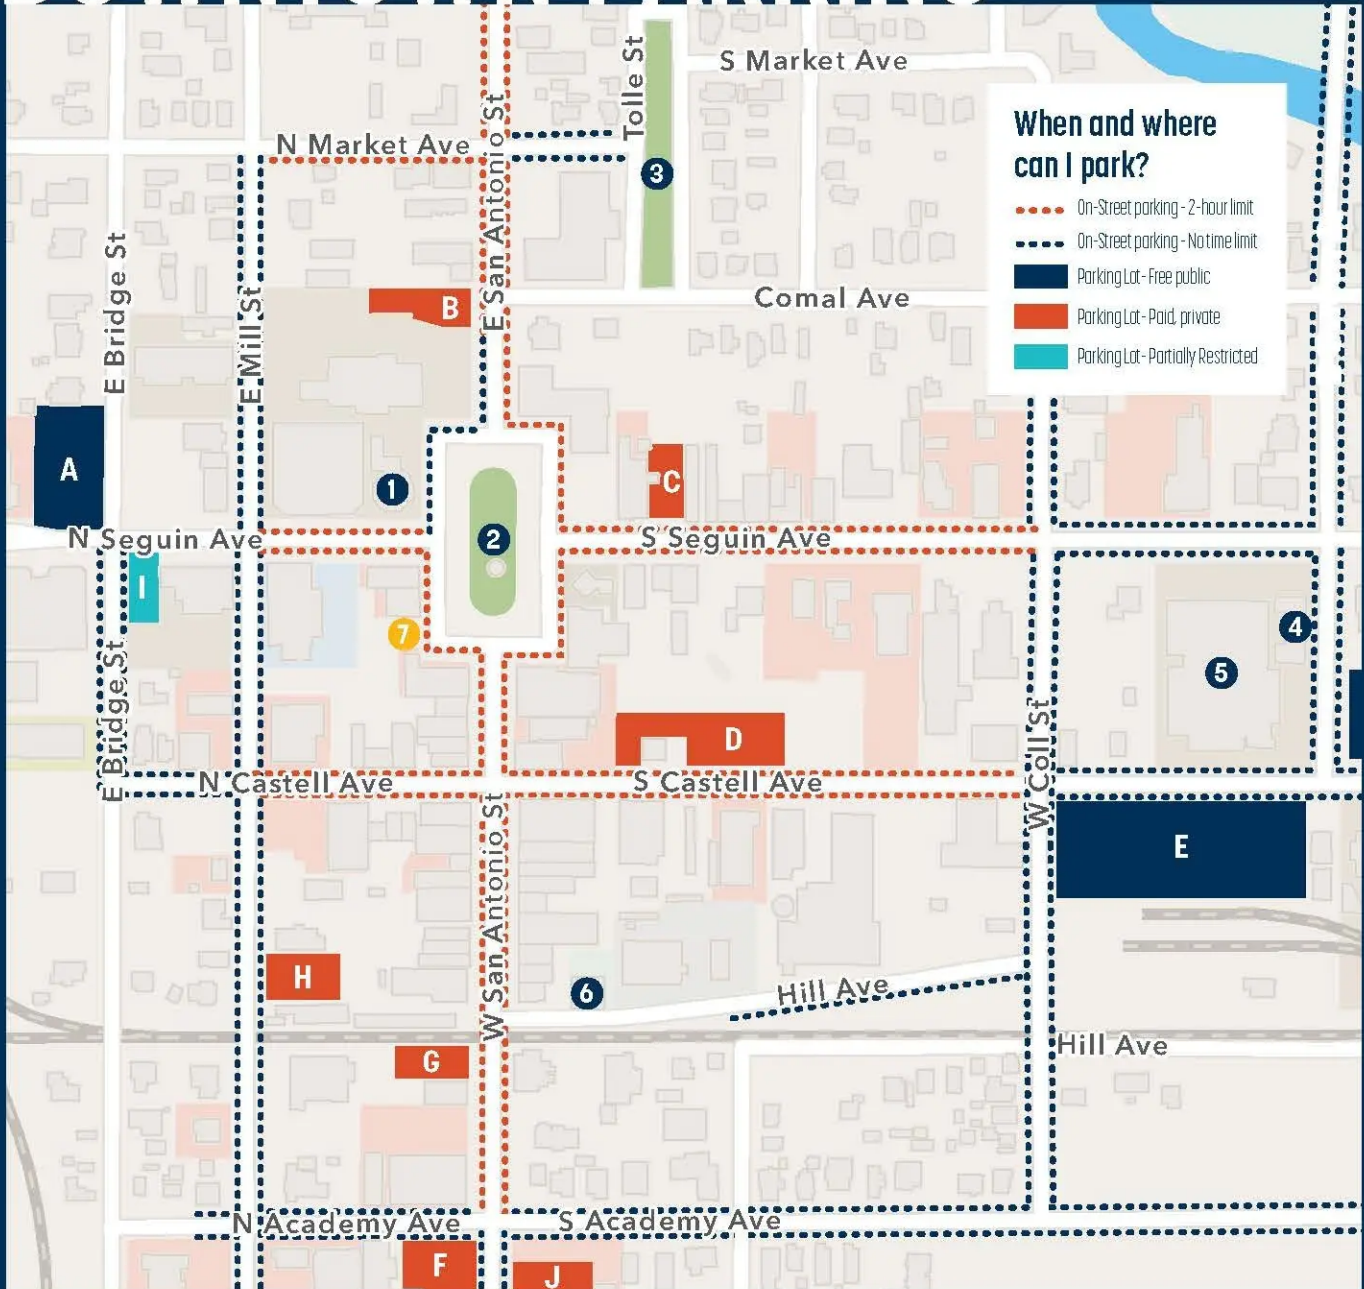 Tolle St
S Market Ave
N Market Ave
E San Antonio St
3
When and where
can I park?
On-Street parking - 2-hour limit
On-Street parking - No time limit
Parking Lot - Free public
Parking Lot - Paid, private
Parking Lot - Partially Restricted
E Bridge St
E Mill St
B
Comal Ave
A
1
C
2
N Seguin Ave
S Seguin Ave
I
7
4
5
E Bridge St
D
W Coll St
N Castell Ave
S Castell Ave
E
W San Antonio St
H
6
Hill Ave
G
Hill Ave
N Academy Ave
S Academy Ave
F
J